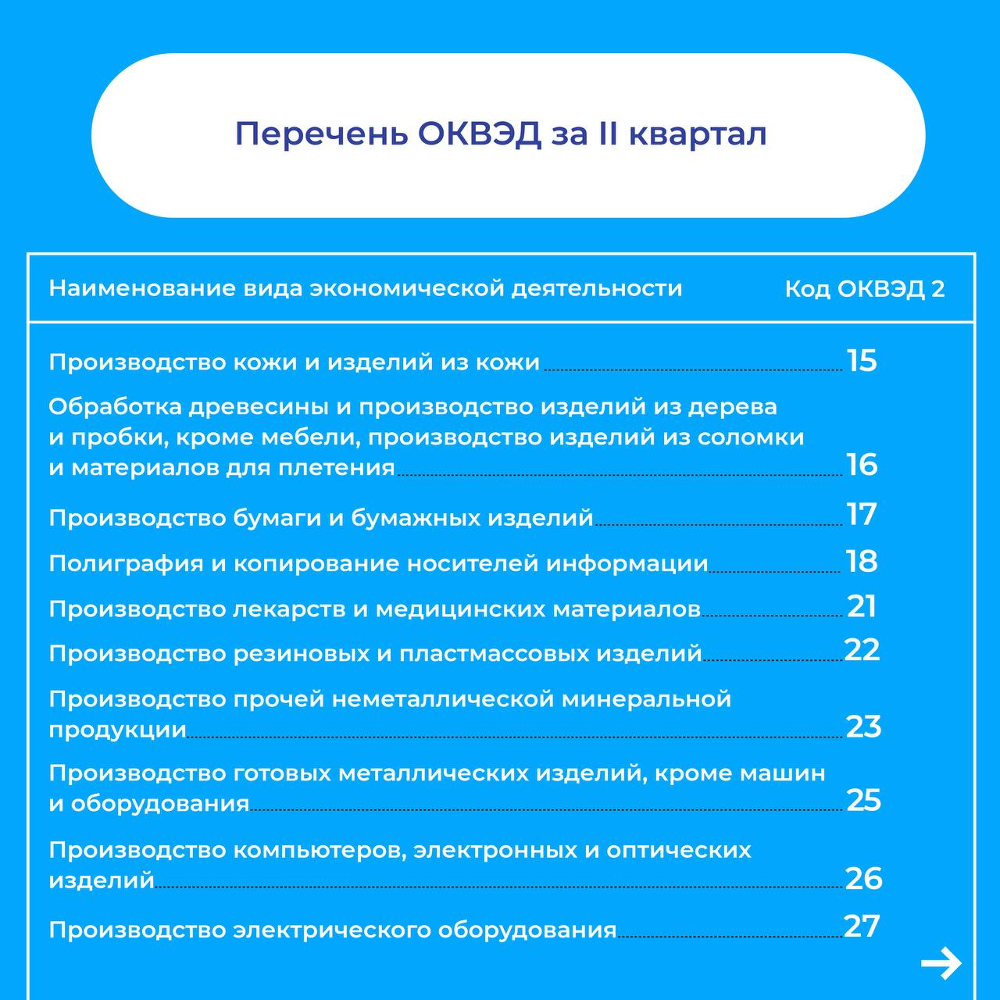 Перечень ОКВЭД за II квартал
Наименование вида экономической деятельности Код ОКВЭД 2
Производство кожи и изделий из кожи 15
Обработка древесины и производство изделий из дерева
и пробки, кроме мебели, производство изделий из соломки
и материалов для плетения 16
Производство бумаги и бумажных изделий 17
Полиграфия и копирование носителей информации 18
Производство лекарств и медицинских материалов 21
Производство резиновых и пластмассовых изделий 22
Производство прочей неметаллической минеральной
продукции 23
Производство готовых металлических изделий, кроме машин
и оборудования 25
Производство компьютеров, электронных и оптических
изделий 26
Производство электрического оборудования 27